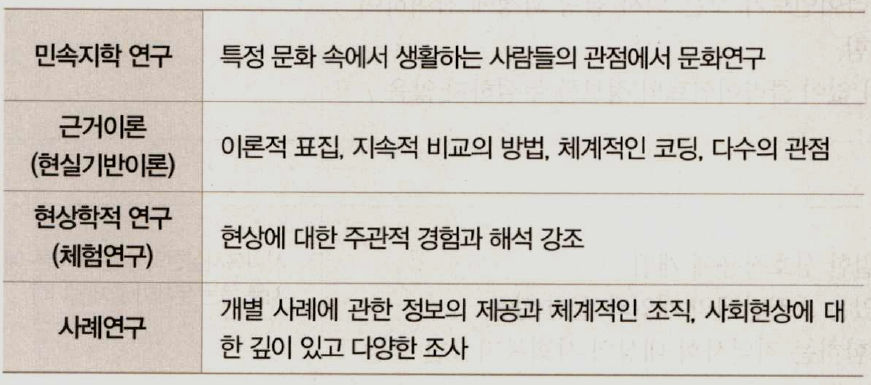 민속지학 연구
특정 문화 속에서 생활하는 사람들의 관점에서 문화연구
근거이론
(현실기반이론)
이론적 표집, 지속적 비교의 방법, 체계적인 코딩, 다수의 관점
현상학적 연구
(체험연구)
현상에 대한 주관적 경험과 해석 강조
사례연구
개별 사례에 관한 정보의 제공과 체계적인 조직, 사회현상에 대
한 깊이 있고 다양한 조사